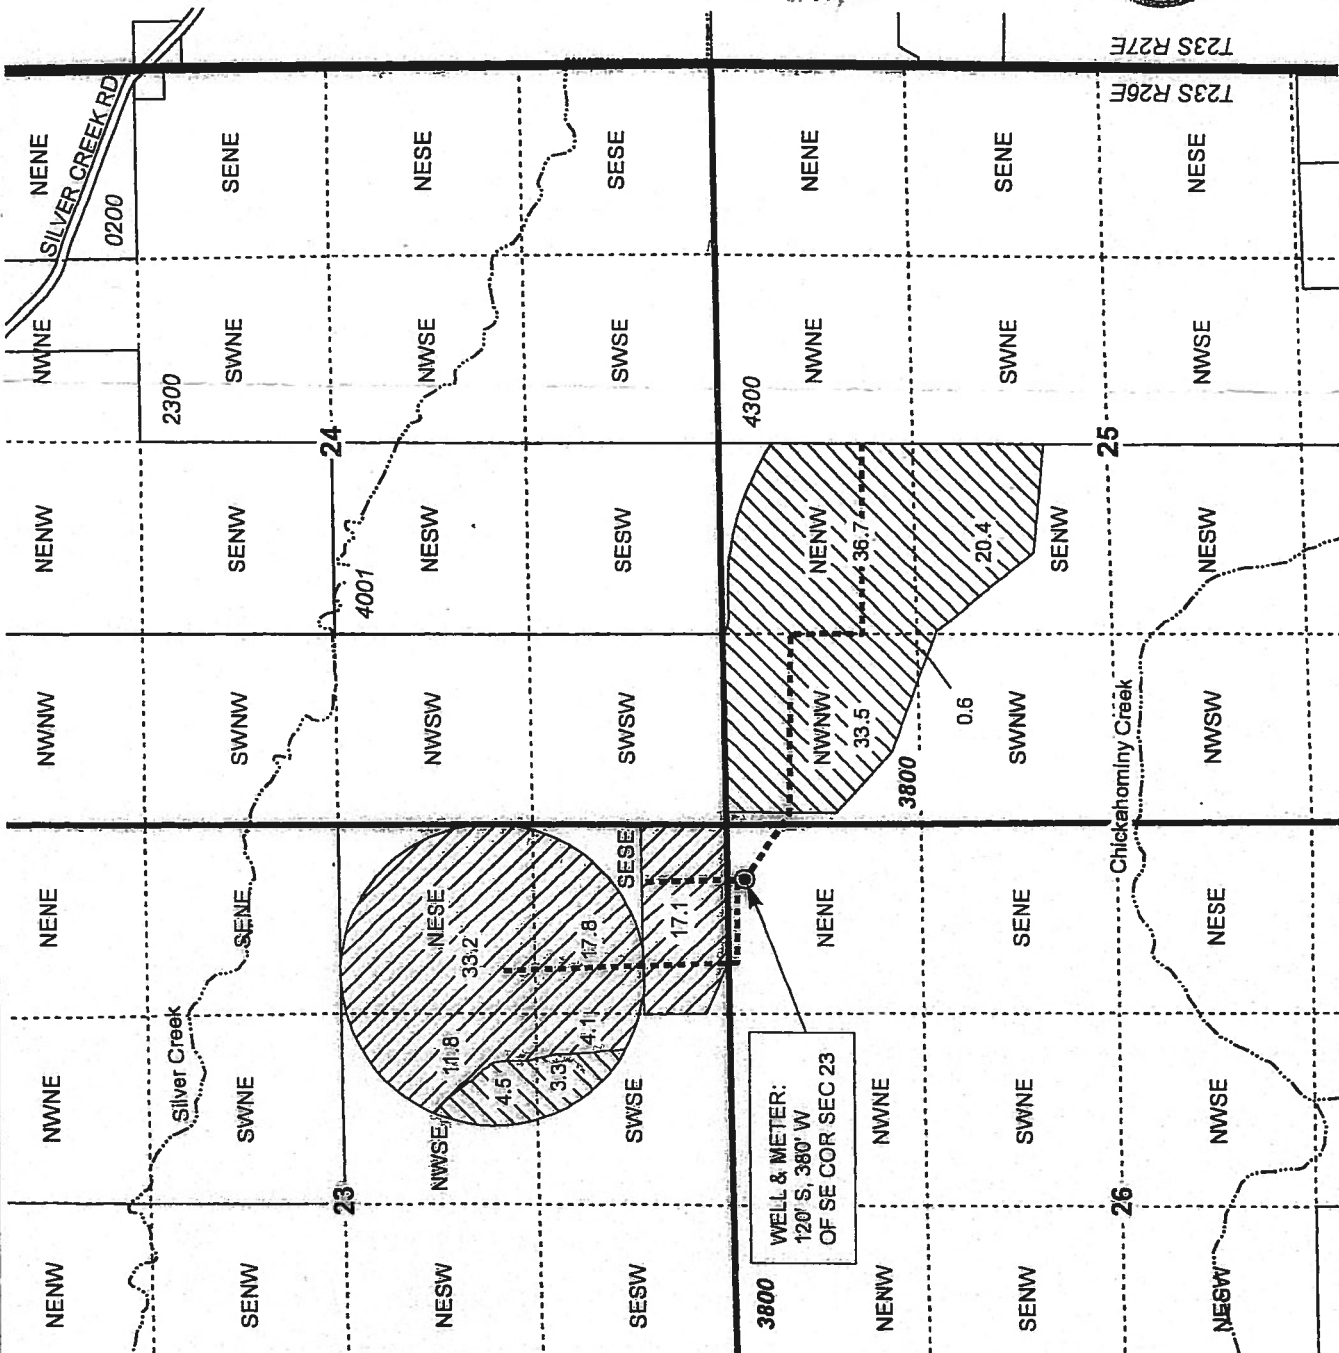 T23S R27E
T23S R26E
SILVER CREEK RD
NENE
0200
SENE
NESE
SESE
NENE
SENE
NESE
NWNE
2300
SWNE
NWSE
SWSE
4300
NWNE
SWNE
NWSE
24
25
NENW
SENW
4001
NESW
SESW
NENW
36.7
20.4
SENW
NESW
NWNW
SWNW
NWSW
SWSW
NWNW
33.5
3800
0.6
SWNW
NWSW
Chickahominy Creek
NENE
SENE
NESE
33.2
17.8
SESE
17.1
NENE
SENE
NESE
Silver Creek
NWNE
SWNE
NWSE
11.8
4.5
3.3
4.1
SWSE
WELL & METER:
120' S, 380' W
OF SE COR SEC 23
NWNE
SWNE
NWSE
23
26
NENW
SENW
NESW
SESW
3800
NENW
SENW
NESW